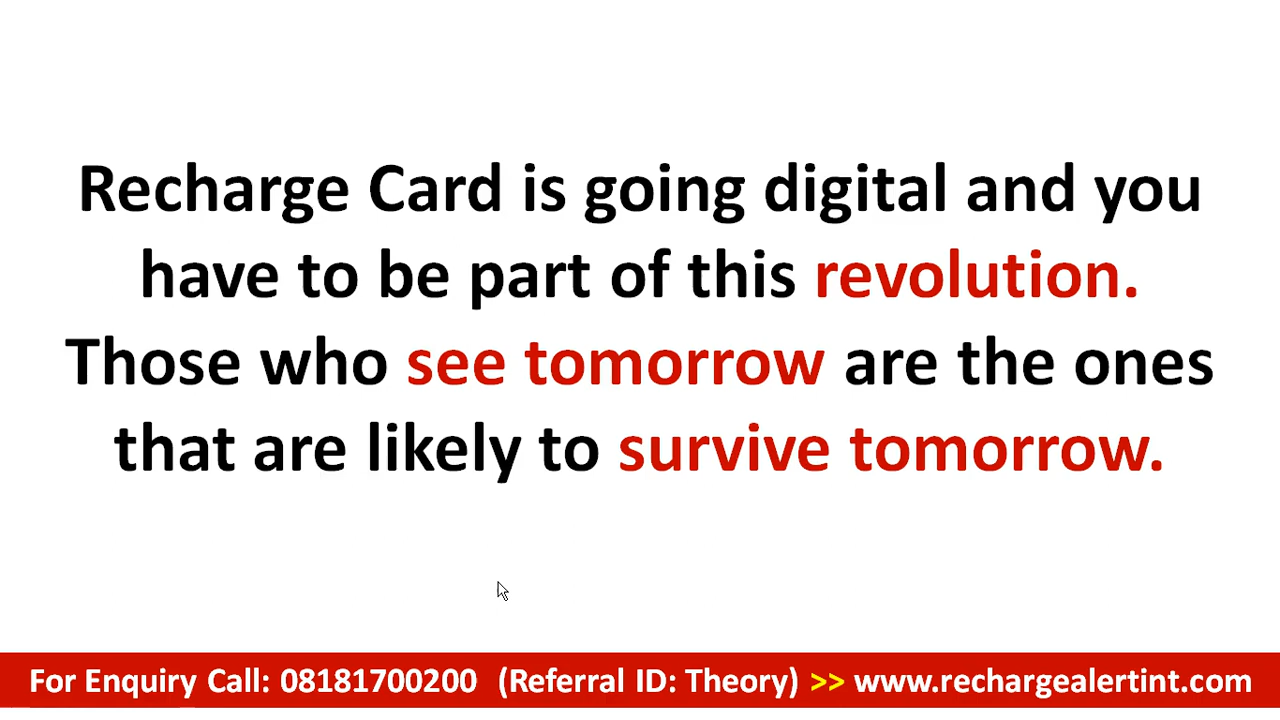 Recharge Card is going digital and you
have to be part of this revolution.
Those who see tomorrow are the ones
that are likely to survive tomorrow.
For Enquiry Call: 08181700200 (Referral ID: Theory) >> www.rechargealertint.com